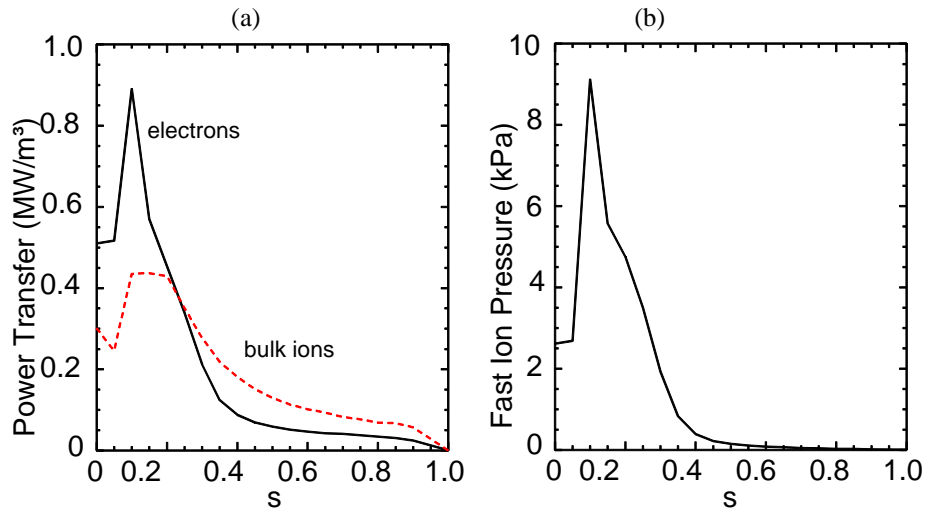 (a)
(b)
Power Transfer (MW/m³)
1.0
0.8
0.6
0.4
0.2
0
electrons
bulk ions
0 0.2 0.4 0.6 0.8 1.0
s
Fast Ion Pressure (kPa)
10
8
6
4
2
0
0 0.2 0.4 0.6 0.8 1.0
s